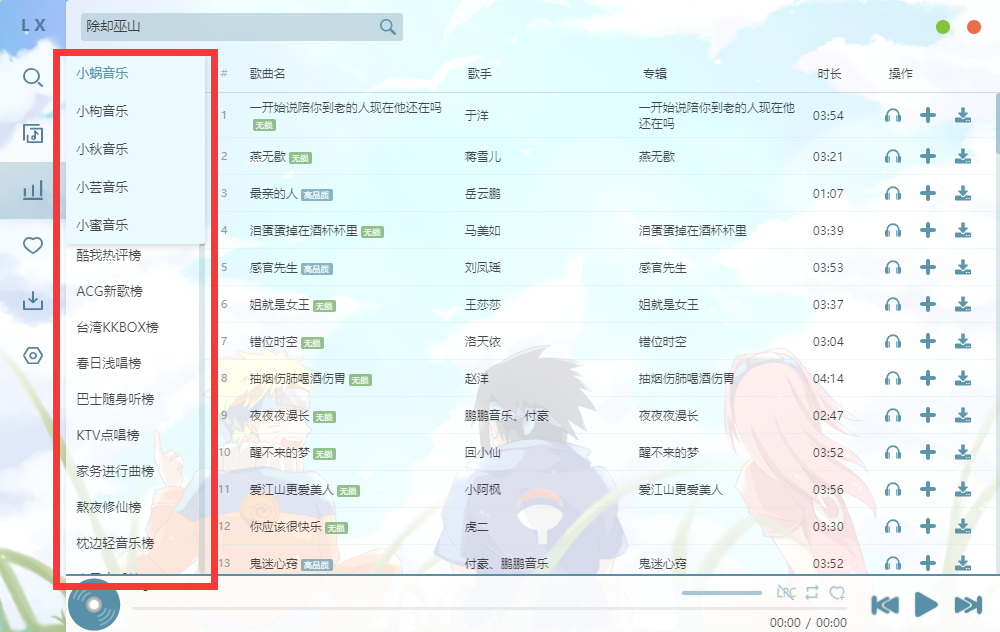 L X
除却巫山
小蜗音乐
小枸音乐
小秋音乐
小芸音乐
小蜜音乐
酷我热评榜
ACG新歌榜
台湾KKBOX榜
春日浅唱榜
巴士随身听榜
KTV点唱榜
家务进行曲榜
熬夜修仙榜
枕边轻音乐榜
# 歌曲名 歌手 专辑 时长 操作
1 一开始说陪你到老的人现在他还在吗 无损 于洋 一开始说陪你到老的人现在他
还在吗 03:54
2 燕无歇 无损 蒋雪儿 燕无歇 03:21
3 最亲的人 高品质 岳云鹏 01:07
4 泪蛋蛋掉在酒杯杯里 无损 马美如 泪蛋蛋掉在酒杯杯里 03:39
5 感官先生 高品质 刘凤瑶 感官先生 03:53
6 姐就是女王 无损 王莎莎 姐就是女王 03:37
7 错位时空 无损 洛天依 错位时空 03:04
8 抽烟伤肺喝酒伤胃 无损 赵洋 抽烟伤肺喝酒伤胃 04:14
9 夜夜夜漫长 无损 鹏鹏音乐、付豪 夜夜夜漫长 02:47
10 醒不来的梦 无损 回小仙 醒不来的梦 03:52
11 爱江山更爱美人 无损 小阿枫 爱江山更爱美人 03:56
12 你应该很快乐 无损 虎二 03:30
13 鬼迷心窍 高品质 付豪、鹏鹏音乐 鬼迷心窍 03:52
LRC
00:00 / 00:00